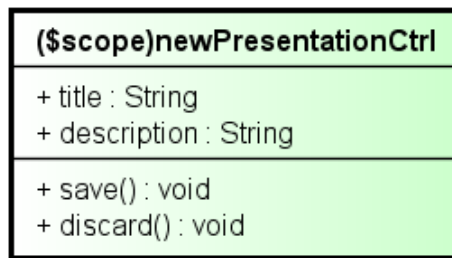 ($scope)newPresentationCtrl
+ title : String
+ description : String
+ save() : void
+ discard() : void